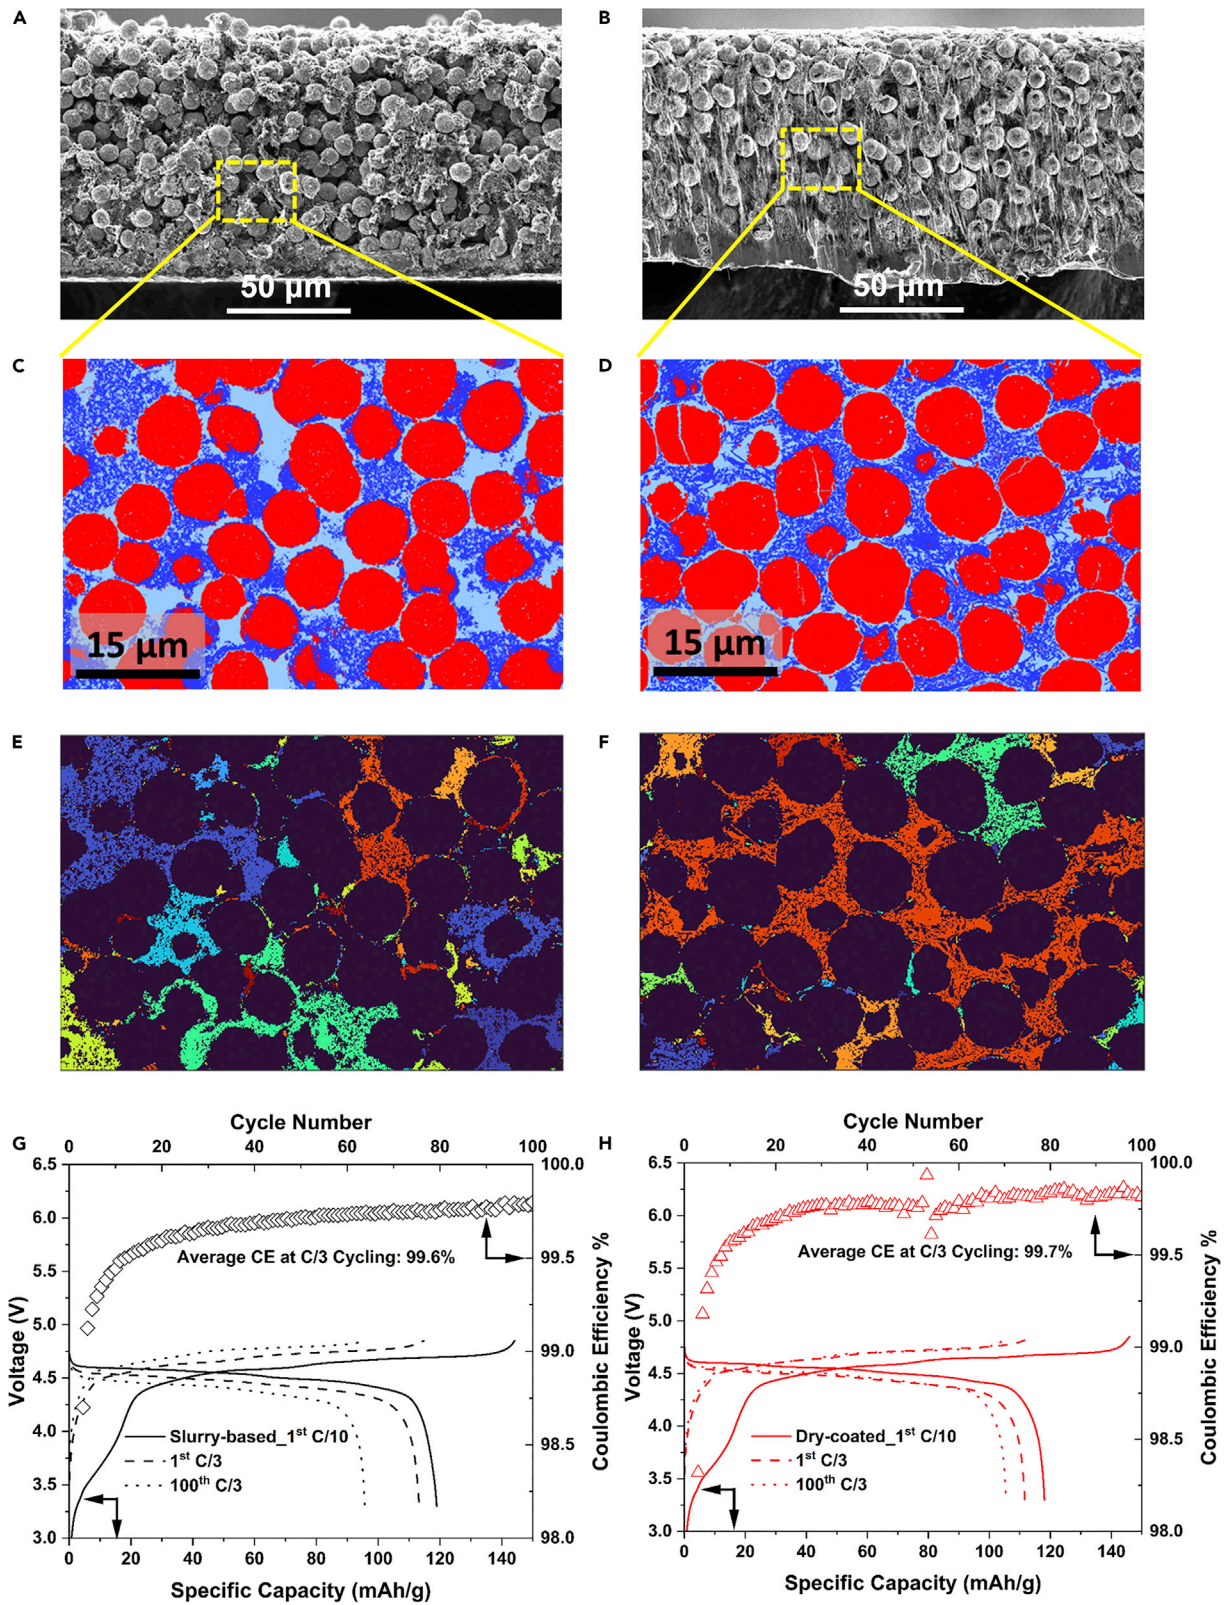 A
B
50 µm
50 µm
C
D
15 µm
15 µm
E
F
G
Cycle Number
0 20 40 60 80 100
6.5
6.0
5.5
5.0
4.5
4.0
3.5
3.0
Voltage (V)
100.0
99.5
99.0
98.5
98.0
Coulombic Efficiency %
Average CE at C/3 Cycling: 99.6%
Slurry-based_1st C/10
1st C/3
100th C/3
0 20 40 60 80 100 120 140
Specific Capacity (mAh/g)
H
Cycle Number
0 20 40 60 80 100
6.5
6.0
5.5
5.0
4.5
4.0
3.5
3.0
Voltage (V)
100.0
99.5
99.0
98.5
98.0
Coulombic Efficiency %
Average CE at C/3 Cycling: 99.7%
Dry-coated_1st C/10
1st C/3
100th C/3
0 20 40 60 80 100 120 140
Specific Capacity (mAh/g)